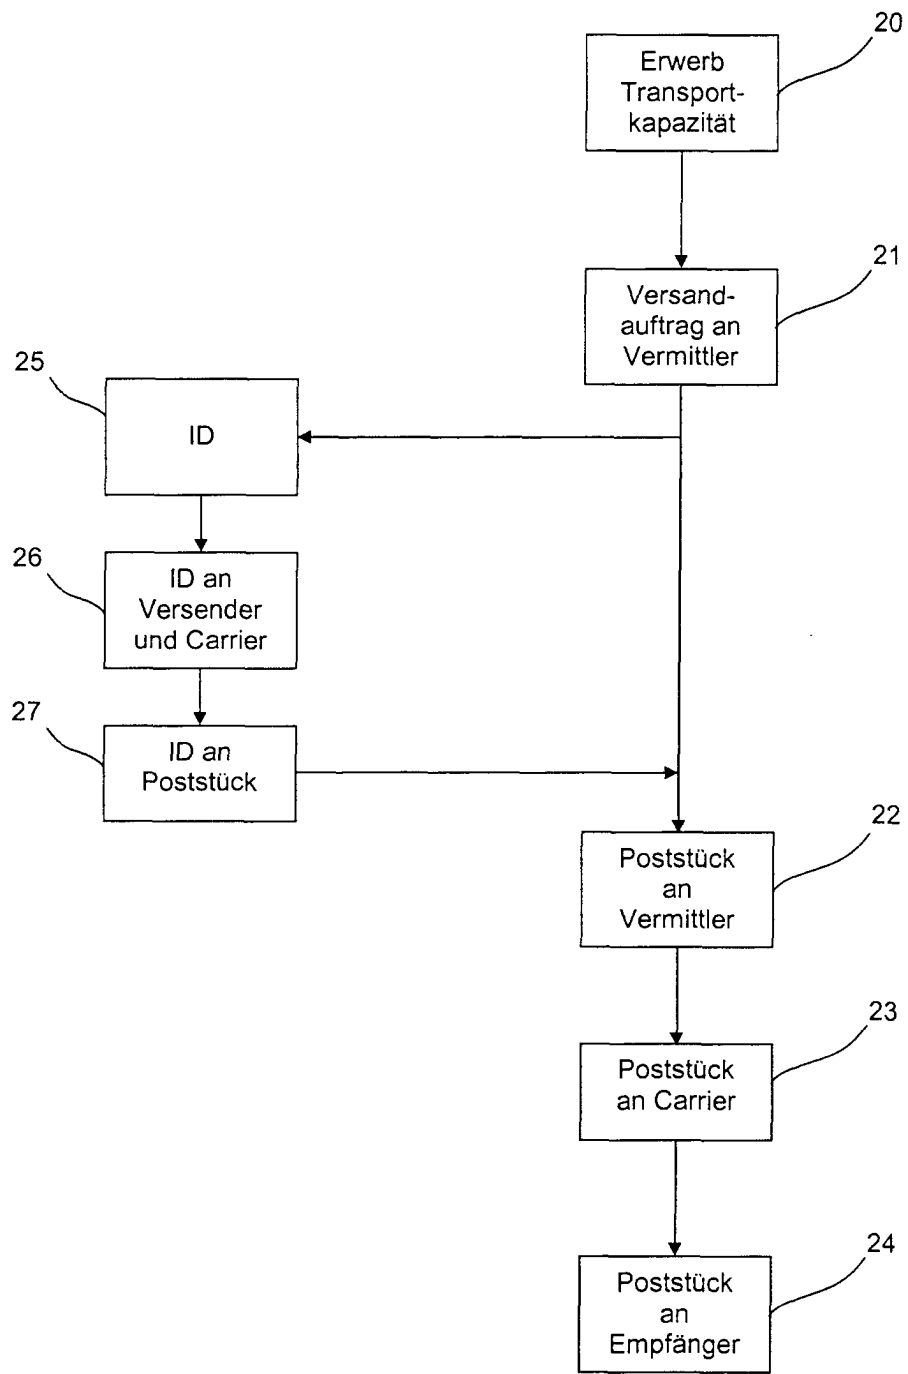 20
Erwerb
Transport-
kapazität
21
Versand-
auftrag an
Vermittler
25
ID
26
ID an
Versender
und Carrier
27
ID an
Poststück
22
Poststück
an
Vermittler
23
Poststück
an Carrier
24
Poststück
an
Empfänger